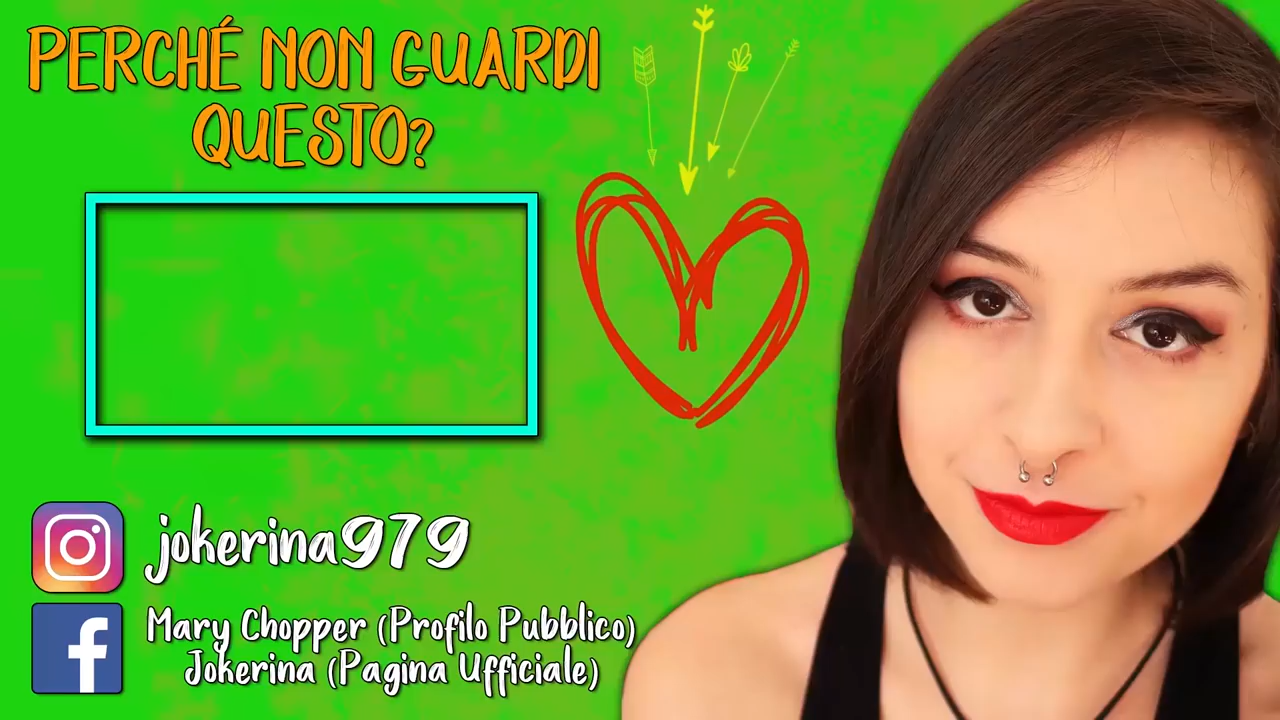 PERCHÉ NON GUARDI
QUESTO?
jokerina979
Mary Chopper (Profilo Pubblico)
Jokerina (Pagina Ufficiale)